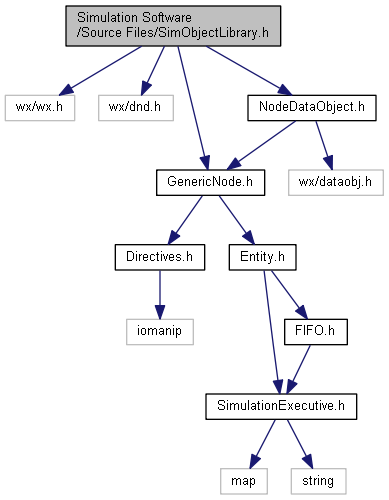 Simulation Software
/Source Files/SimObjectLibrary.h
wx/wx.h
wx/dnd.h
NodeDataObject.h
GenericNode.h
wx/dataobj.h
Directives.h
Entity.h
iomanip
FIFO.h
SimulationExecutive.h
map
string